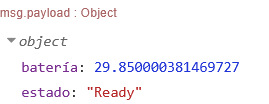 msg.payload : Object
object
batería: 29.850000381469727
estado: "Ready"